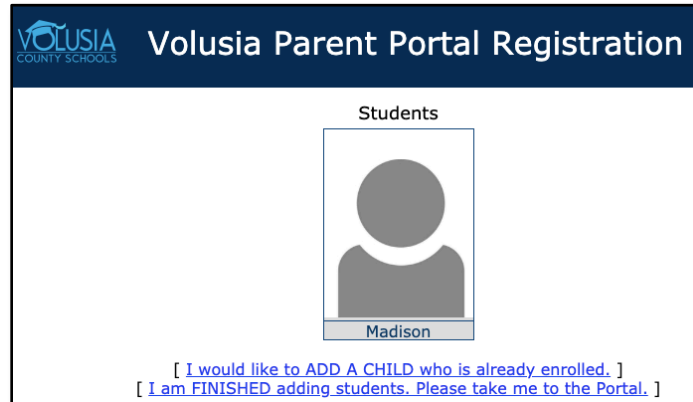 VOLUSIA
COUNTY SCHOOLS
Volusia Parent Portal Registration
Students
Madison
[ I would like to ADD A CHILD who is already enrolled. ]
[ I am FINISHED adding students. Please take me to the Portal. ]